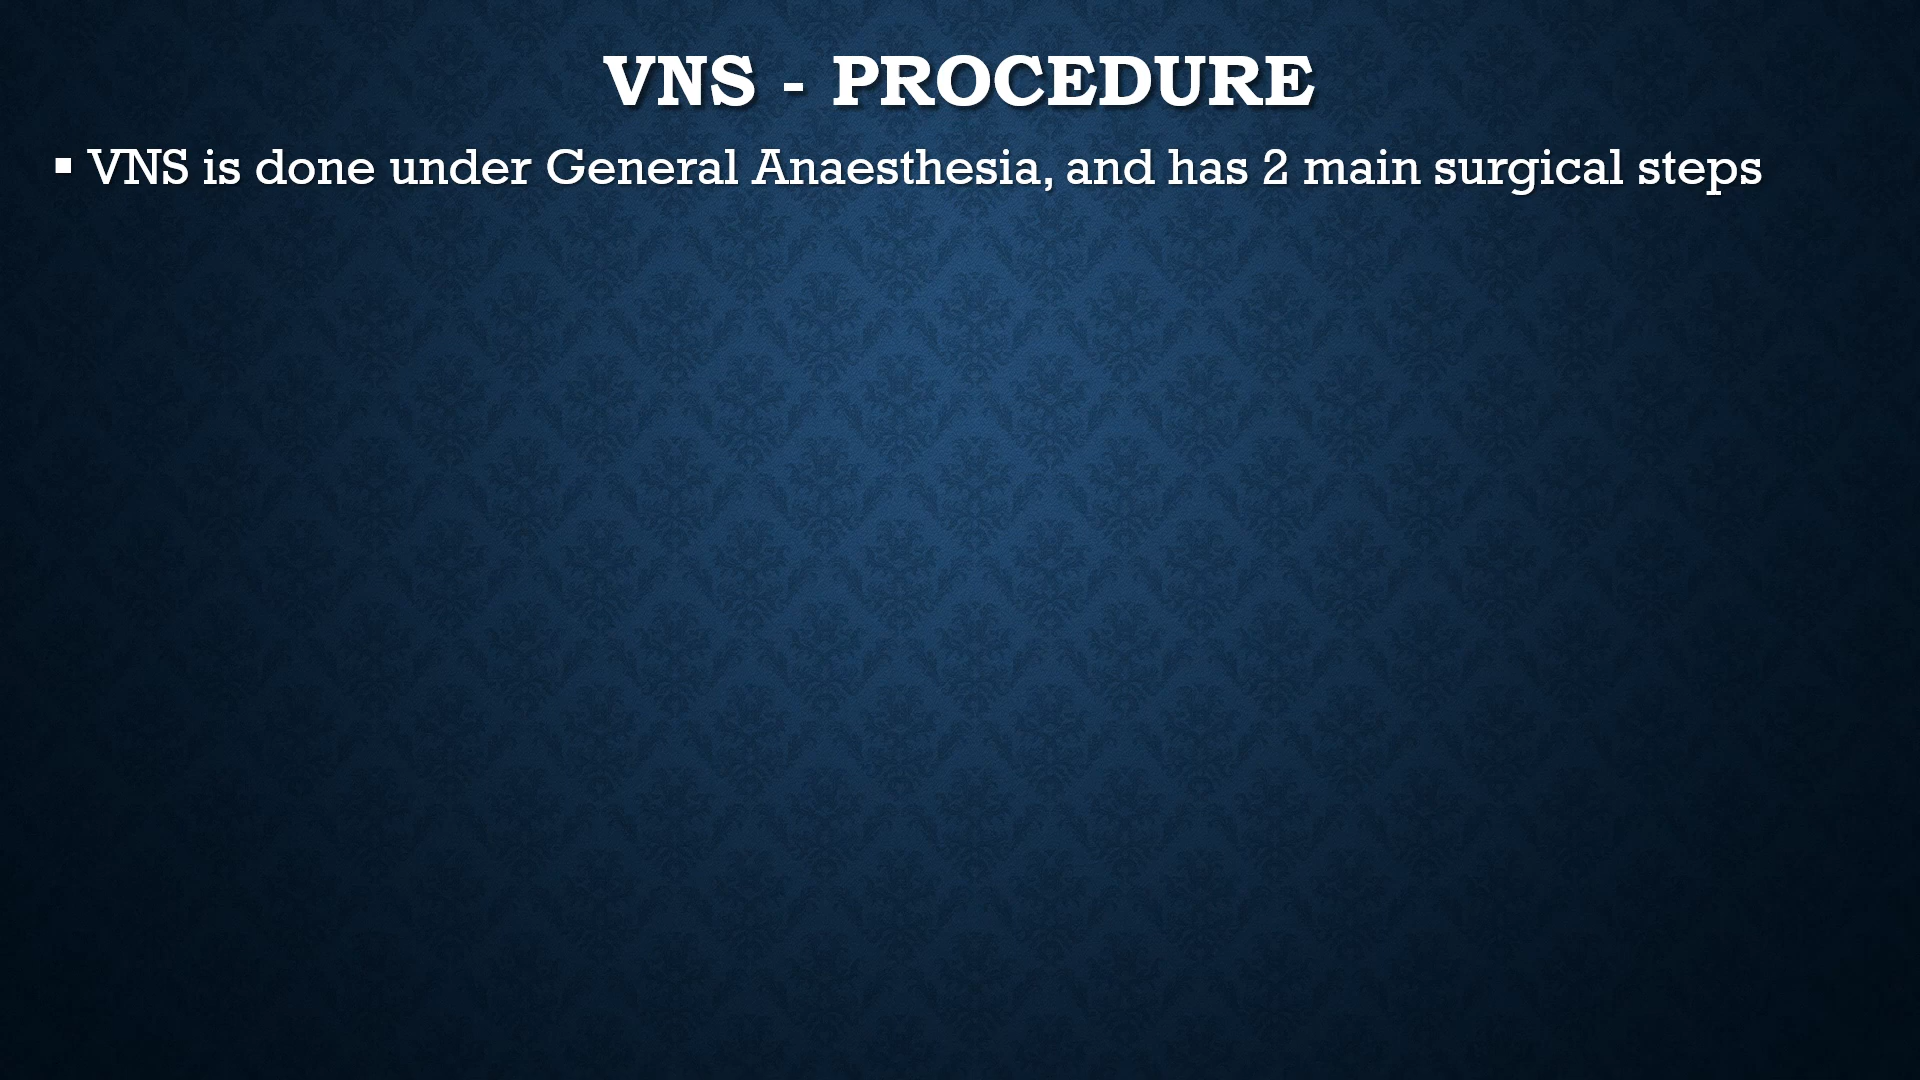 VNS - PROCEDURE
▪ VNS is done under General Anaesthesia, and has 2 main surgical steps